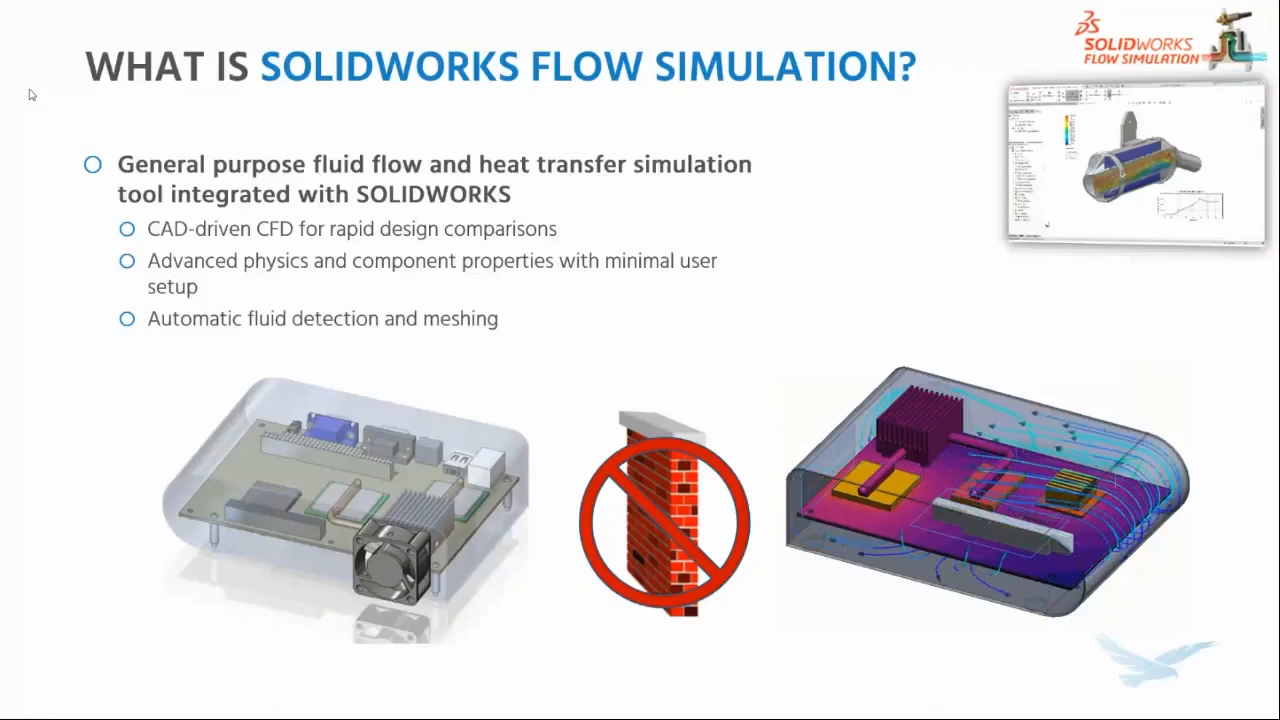 WHAT IS SOLIDWORKS FLOW SIMULATION?
SOLIDWORKS
FLOW SIMULATION
General purpose fluid flow and heat transfer simulation
tool integrated with SOLIDWORKS
CAD-driven CFD for rapid design comparisons
Advanced physics and component properties with minimal user
setup
Automatic fluid detection and meshing